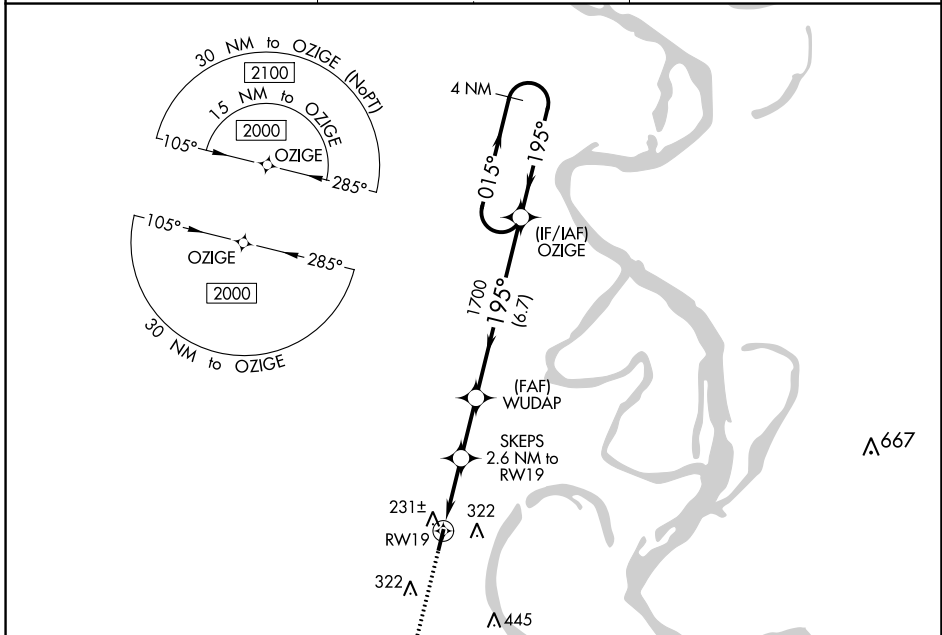 30 NM to OZIGE (NoPT)
2100
15 NM to OZIGE
2000
105°
OZIGE
285°
105°
OZIGE
285°
2000
30 NM to OZIGE
4 NM
015°
195°
(IF/IAF)
OZIGE
1700
195°
(6.7)
(FAF)
WUDAP
SKEPS
2.6 NM to
RW19
667
231±
322
RW19
322
445